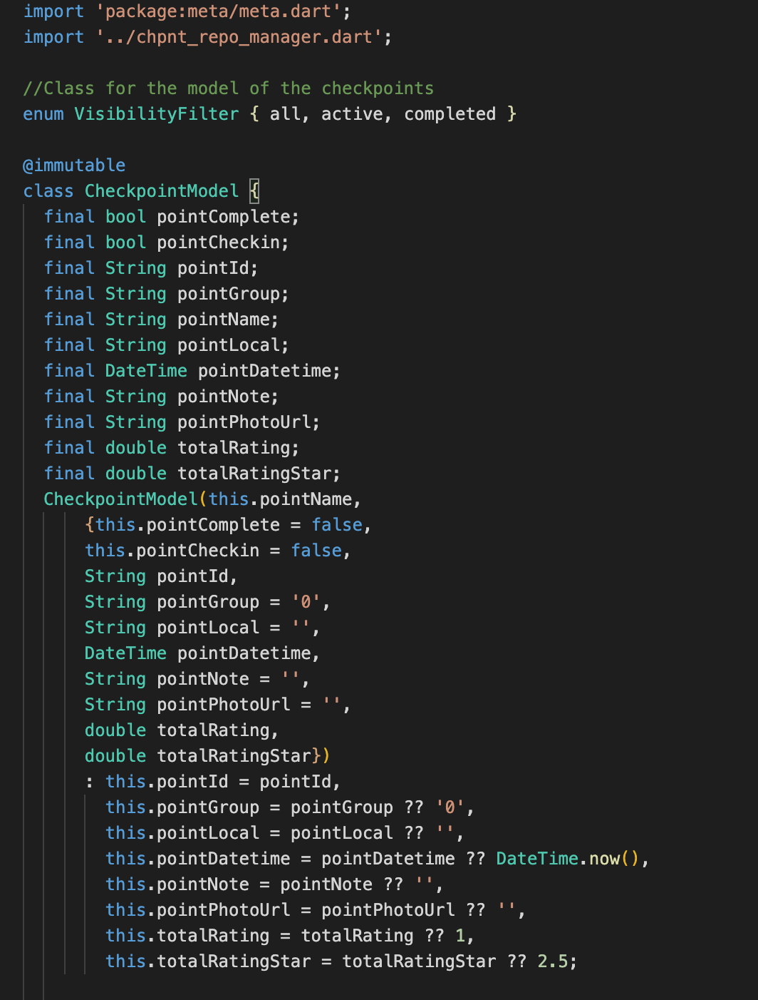 import 'package:meta/meta.dart';
import '../chpnt_repo_manager.dart';
//Class for the model of the checkpoints
enum VisibilityFilter { all, active, completed }
@immutable
class CheckpointModel {
final bool pointComplete;
final bool pointCheckin;
final String pointId;
final String pointGroup;
final String pointName;
final String pointLocal;
final DateTime pointDatetime;
final String pointNote;
final String pointPhotoUrl;
final double totalRating;
final double totalRatingStar;
CheckpointModel(this.pointName,
{this.pointComplete = false,
this.pointCheckin = false,
String pointId,
String pointGroup = '0',
String pointLocal = '',
DateTime pointDatetime,
String pointNote = '',
String pointPhotoUrl = '',
double totalRating,
double totalRatingStar})
: this.pointId = pointId,
this.pointGroup = pointGroup ?? '0',
this.pointLocal = pointLocal ?? '',
this.pointDatetime = pointDatetime ?? DateTime.now(),
this.pointNote = pointNote ?? '',
this.pointPhotoUrl = pointPhotoUrl ?? '',
this.totalRating = totalRating ?? 1,
this.totalRatingStar = totalRatingStar ?? 2.5;